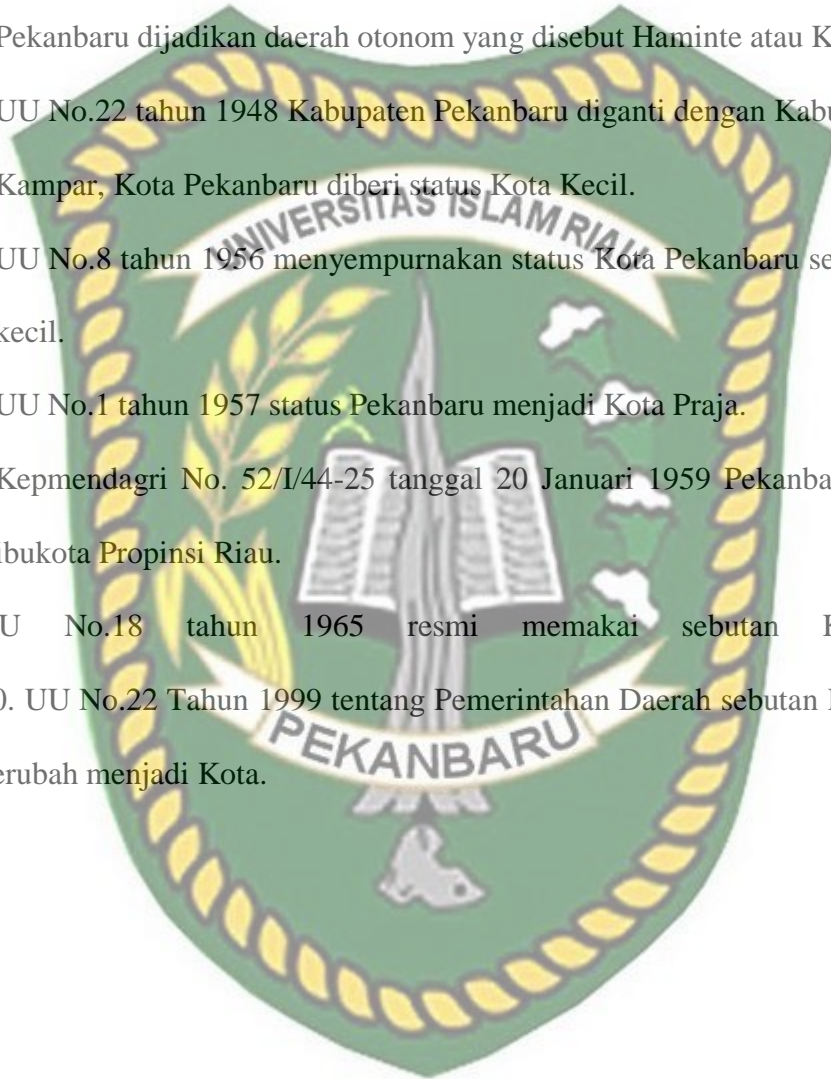 Pekanbaru dijadikan daerah otonom yang disebut Haminte atau K
UU No.22 tahun 1948 Kabupaten Pekanbaru diganti dengan Kabu
Kampar, Kota Pekanbaru diberi status Kota Kecil.
UNIVERSITAS ISLAM RIAU
UU No.8 tahun 1956 menyempurnakan status Kota Pekanbaru se
kecil.
UU No.1 tahun 1957 status Pekanbaru menjadi Kota Praja.
Kepmendagri No. 52/I/44-25 tanggal 20 Januari 1959 Pekanba
ibukota Propinsi Riau.
U No.18 tahun 1965 resmi memakai sebutan
0. UU No.22 Tahun 1999 tentang Pemerintahan Daerah sebutan
PEKANBARU
erubah menjadi Kota.